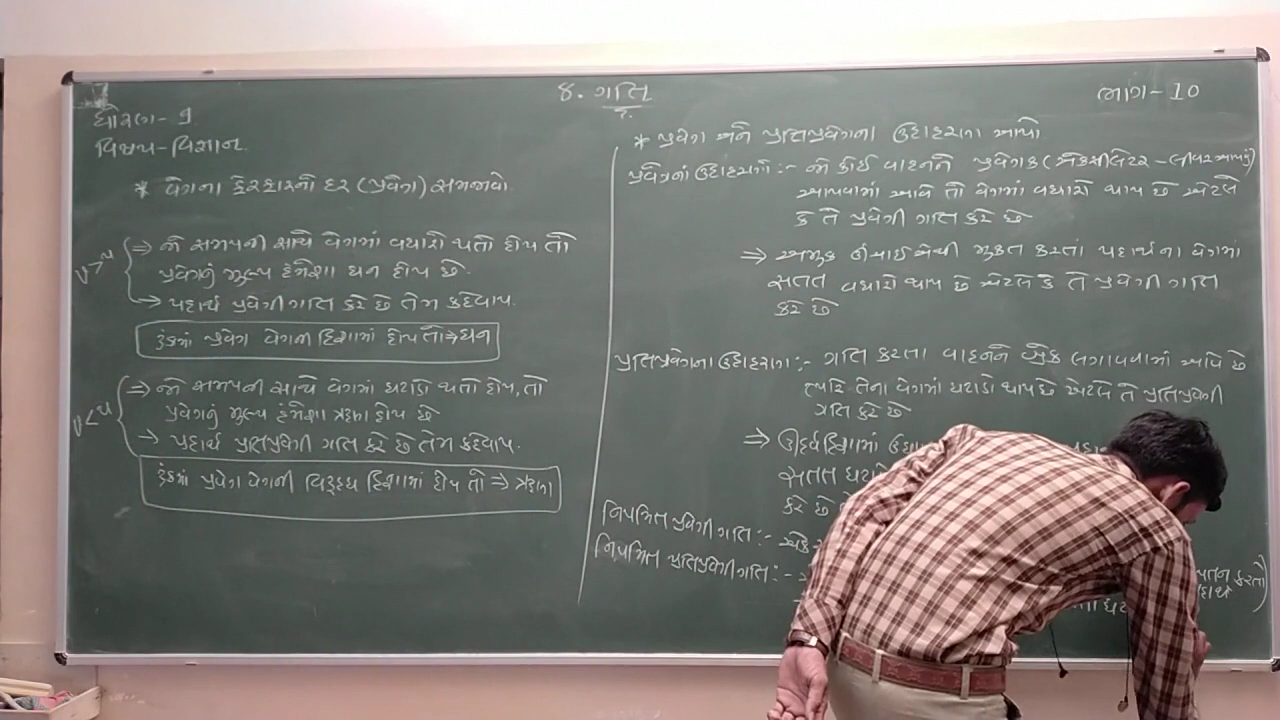 8. ગતિ
ભાગ - 10
ધોરણ - 9
વિષય - વિજ્ઞાન.
* વેગના ફેરફારનો દર (પ્રવેગ) સમજાવો.
v > u
⇒ જો સમયની સાથે વેગમાં વધારો થતો હોય તો
પ્રવેગનું મુલ્ય હંમેશા ધન હોય છે.
→ પદાર્થ પ્રવેગી ગતિ કરે છે તેમ કહેવાય.
ટુંકમાં પ્રવેગ વેગની દિશામાં હોય તો ⇒ ધન
v < u
⇒ જો સમયની સાથે વેગમાં ઘટાડો થતો હોય, તો
પ્રવેગનું મુલ્ય હંમેશા ઋણ હોય છે
→ પદાર્થ પ્રતિપ્રવેગી ગતિ કરે છે તેમ કહેવાય.
ટુંકમાં પ્રવેગ વેગની વિરૂદ્ધ દિશામાં હોય તો ⇒ ઋણ
* પ્રવેગ અને પ્રતિપ્રવેગના ઉદાહરણ આપો
પ્રવેગનાં ઉદાહરણો :- જો કોઈ વાહનને પ્રવેગક (એક્સીલેટર - લીવર આપવું)
આપવામાં આવે તો વેગમાં વધારો થાય છે એટલે
કે તે પ્રવેગી ગતિ કરે છે
⇒ અમુક ઊંચાઈએથી મુક્ત કરતાં પદાર્થના વેગમાં
સતત વધારો થાય છે એટલે કે તે પ્રવેગી ગતિ
કરે છે
પ્રતિપ્રવેગના ઉદાહરણ :- ગતિ કરતા વાહનને બ્રેક લગાવવામાં આવે છે
ત્યારે તેના વેગમાં ઘટાડો થાય છે એટલે તે પ્રતિપ્રવેગી
ગતિ કરે છે
⇒ ઊર્ધ્વદિશામાં
સતત
કરે છે
નિયમિત પ્રવેગી ગતિ :-
નિયમિત પ્રતિપ્રવેગી ગતિ :- પતન કરતો